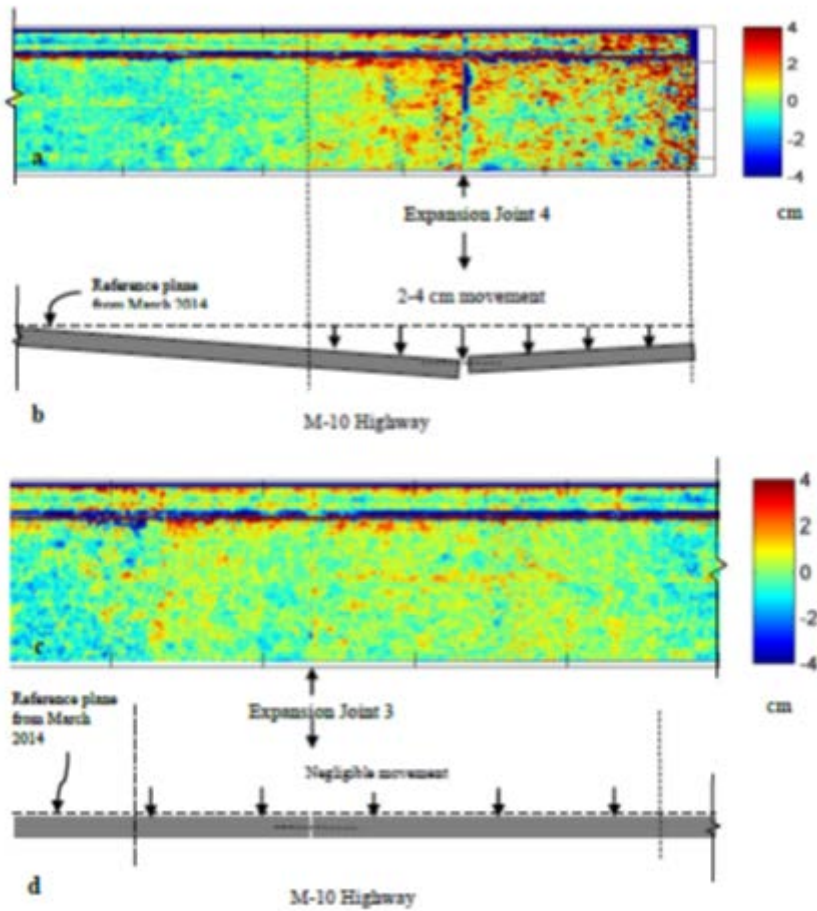 4
2
0
-2
-4
cm
a
Expansion Joint 4
Reference plane
from March 2014
2-4 cm movement
b
M-10 Highway
4
2
0
-2
-4
cm
c
Reference plane
from March
2014
Expansion Joint 3
Negligible movement
d
M-10 Highway